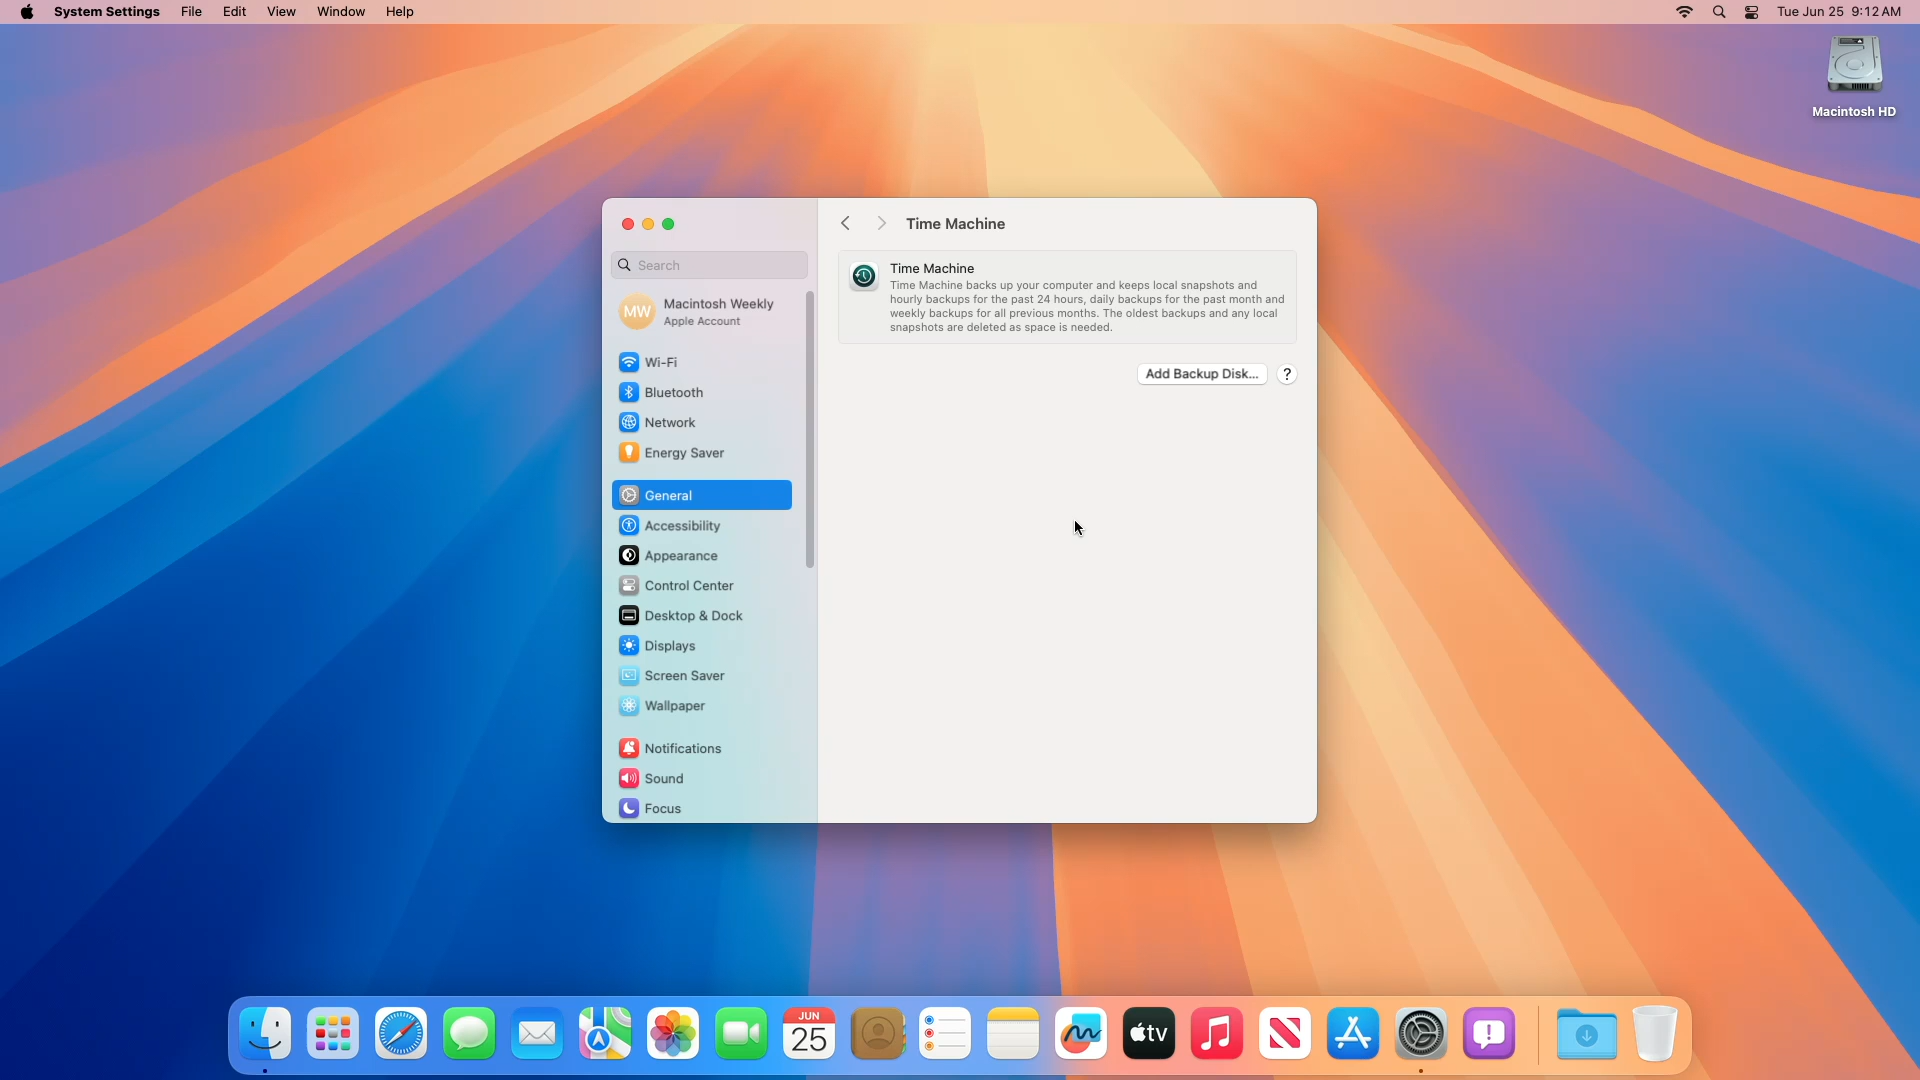 System Settings File Edit View Window Help Tue Jun 25 9:12 AM
Macintosh HD
Time Machine
Search
Macintosh Weekly
Apple Account
MW
Wi-Fi
Bluetooth
Network
Energy Saver
General
Accessibility
Appearance
Control Center
Desktop & Dock
Displays
Screen Saver
Wallpaper
Notifications
Sound
Focus
Time Machine
Time Machine backs up your computer and keeps local snapshots and
hourly backups for the past 24 hours, daily backups for the past month and
weekly backups for all previous months. The oldest backups and any local
snapshots are deleted as space is needed.
Add Backup Disk... ?
JUN
25
tv